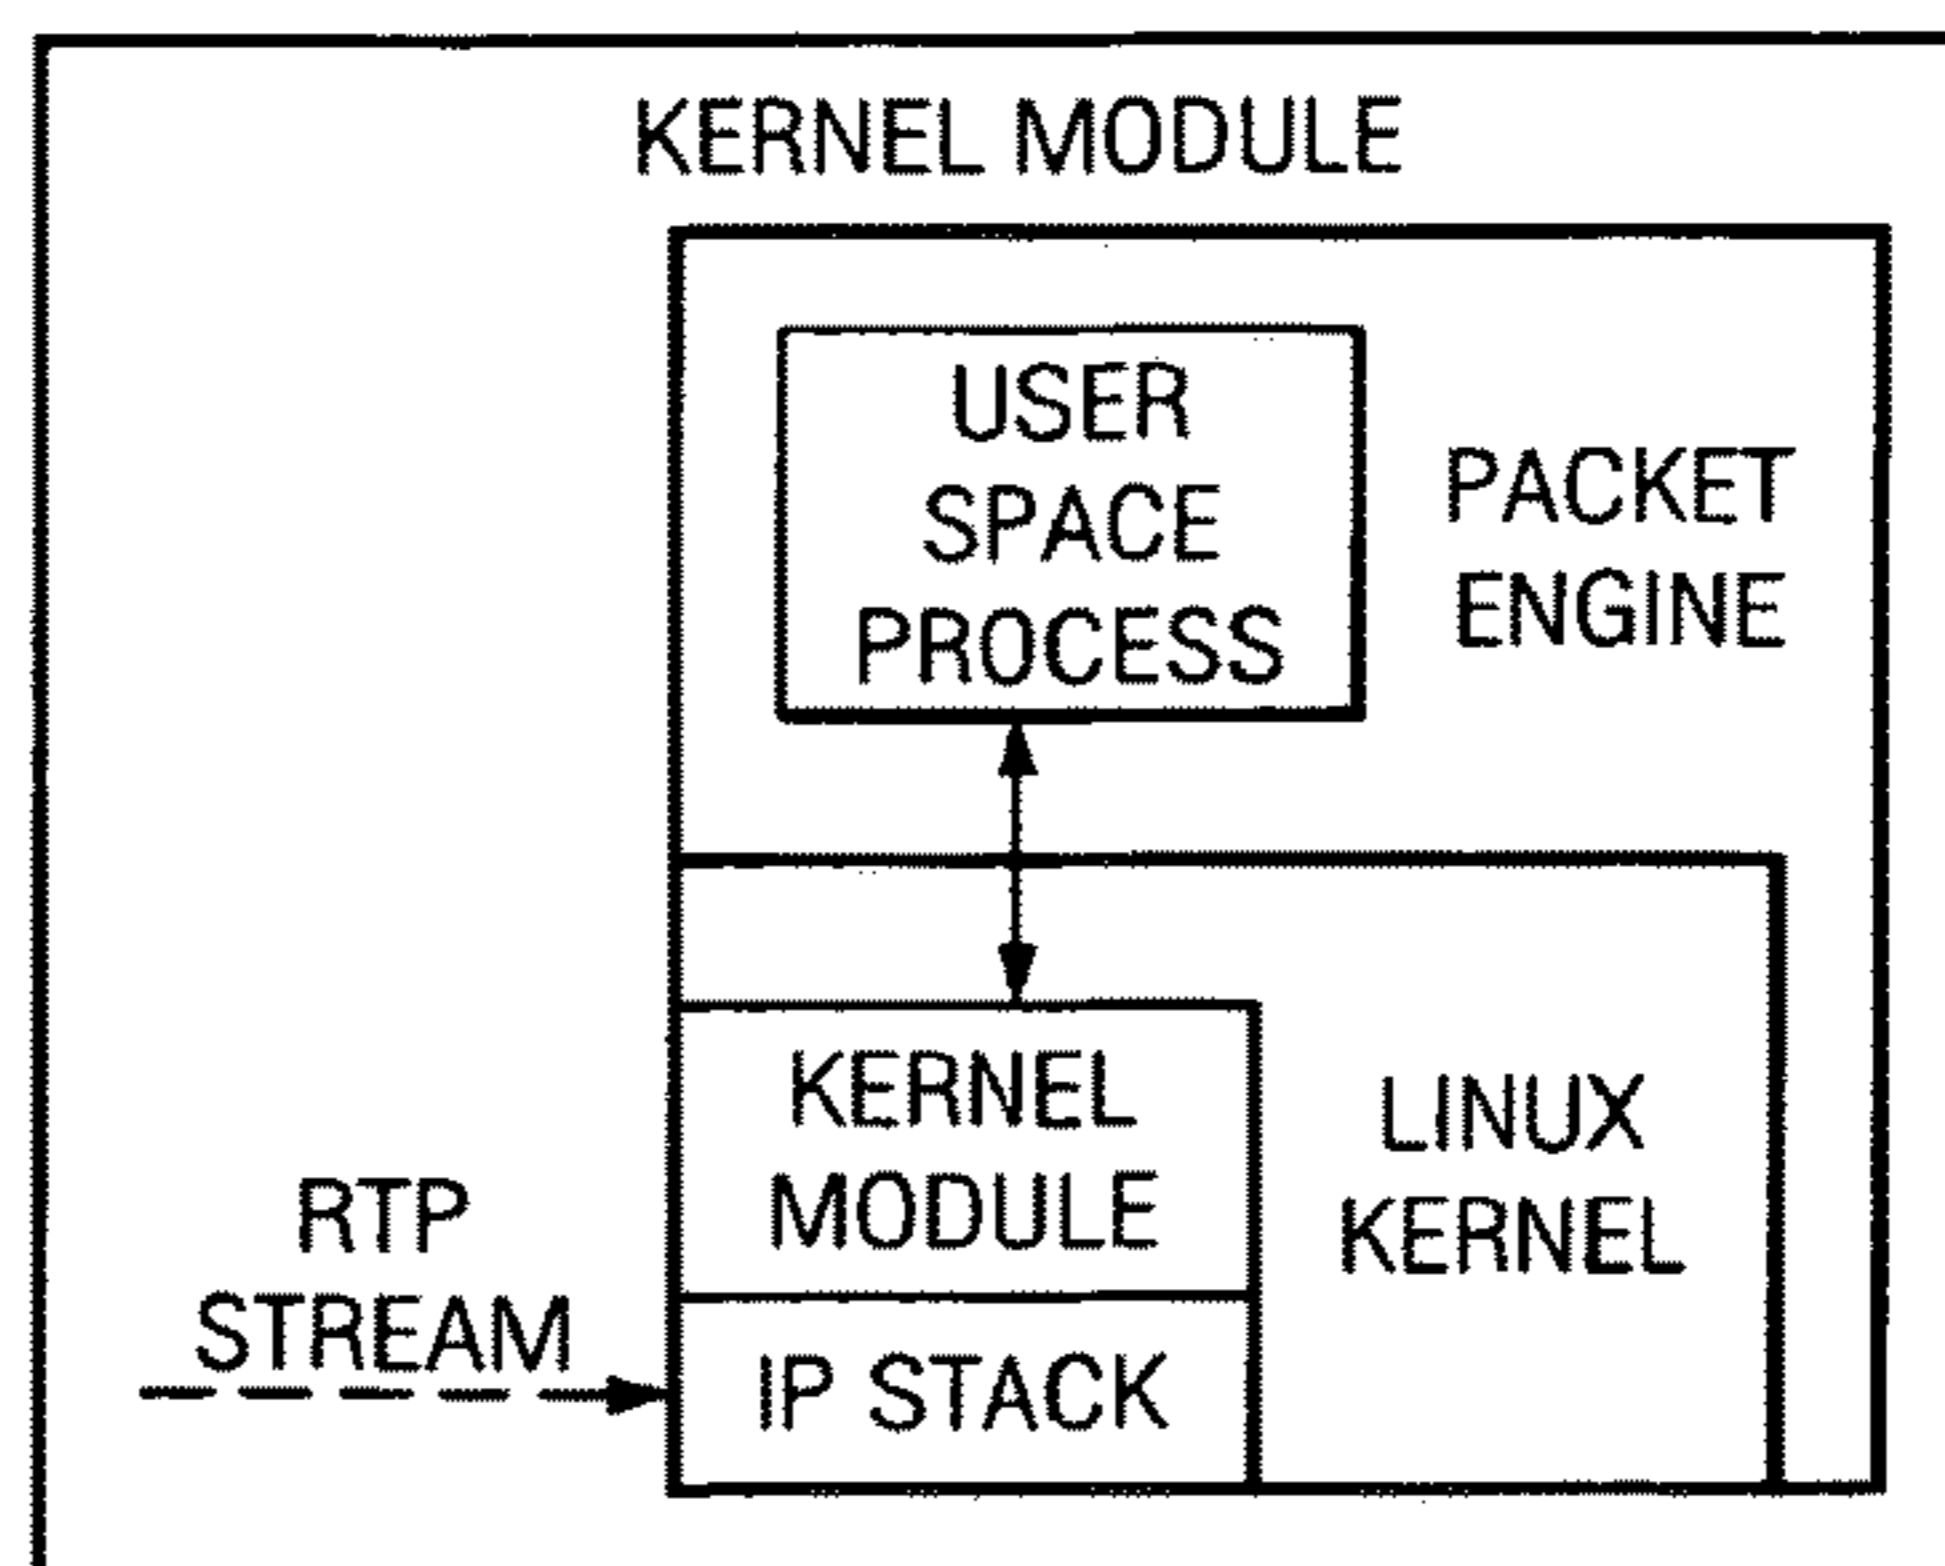 KERNEL MODULE
USER
SPACE
PROCESS
PACKET
ENGINE
KERNEL
MODULE
LINUX
KERNEL
RTP
STREAM
IP STACK